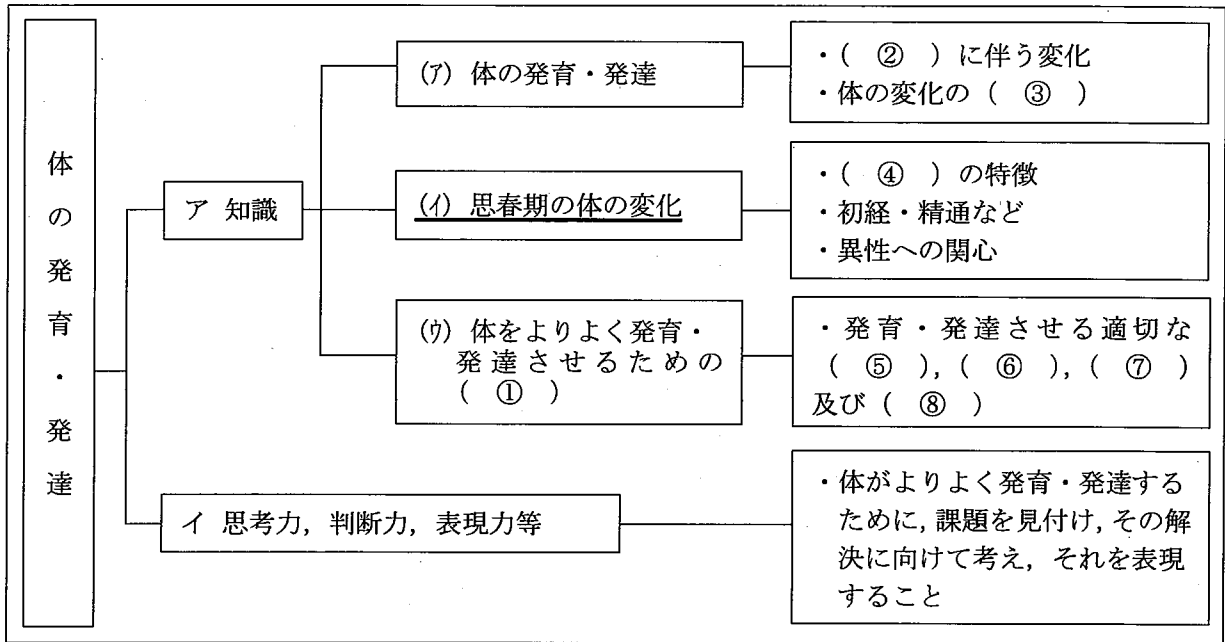 体の発育・発達
ア 知識
(ア) 体の発育・発達
・( ② )に伴う変化
・体の変化の( ③ )
(イ) 思春期の体の変化
・( ④ )の特徴
・初経・精通など
・異性への関心
(ウ) 体をよりよく発育・
発達させるための
( ① )
・発育・発達させる適切な
( ⑤ ),( ⑥ ),( ⑦ )
及び( ⑧ )
イ 思考力,判断力,表現力等
・体がよりよく発育・発達する
ために,課題を見付け,その解
決に向けて考え,それを表現
すること